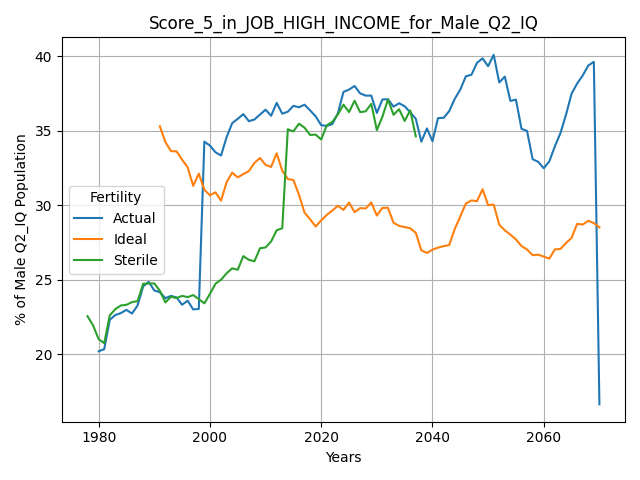 Score_5_in_JOB_HIGH_INCOME_for_Male_Q2_IQ
% of Male Q2_IQ Population
40
35
30
25
20
Fertility
Actual
Ideal
Sterile
1980
2000
2020
2040
2060
Years